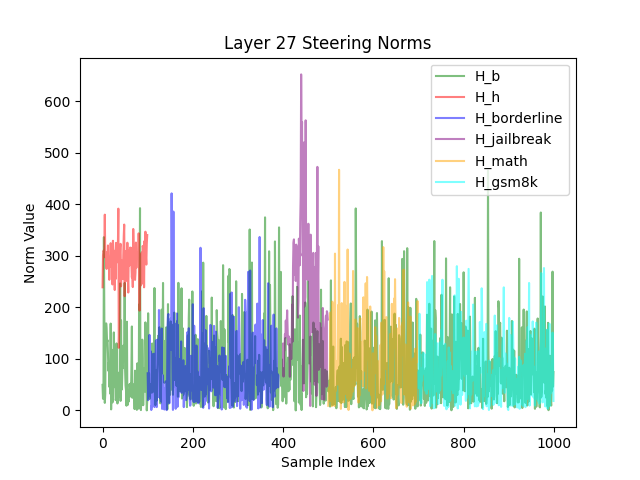 Layer 27 Steering Norms
H_b
H_h
H_borderline
H_jailbreak
H_math
H_gsm8k
Norm Value
600
500
400
300
200
100
0
0 200 400 600 800 1000
Sample Index